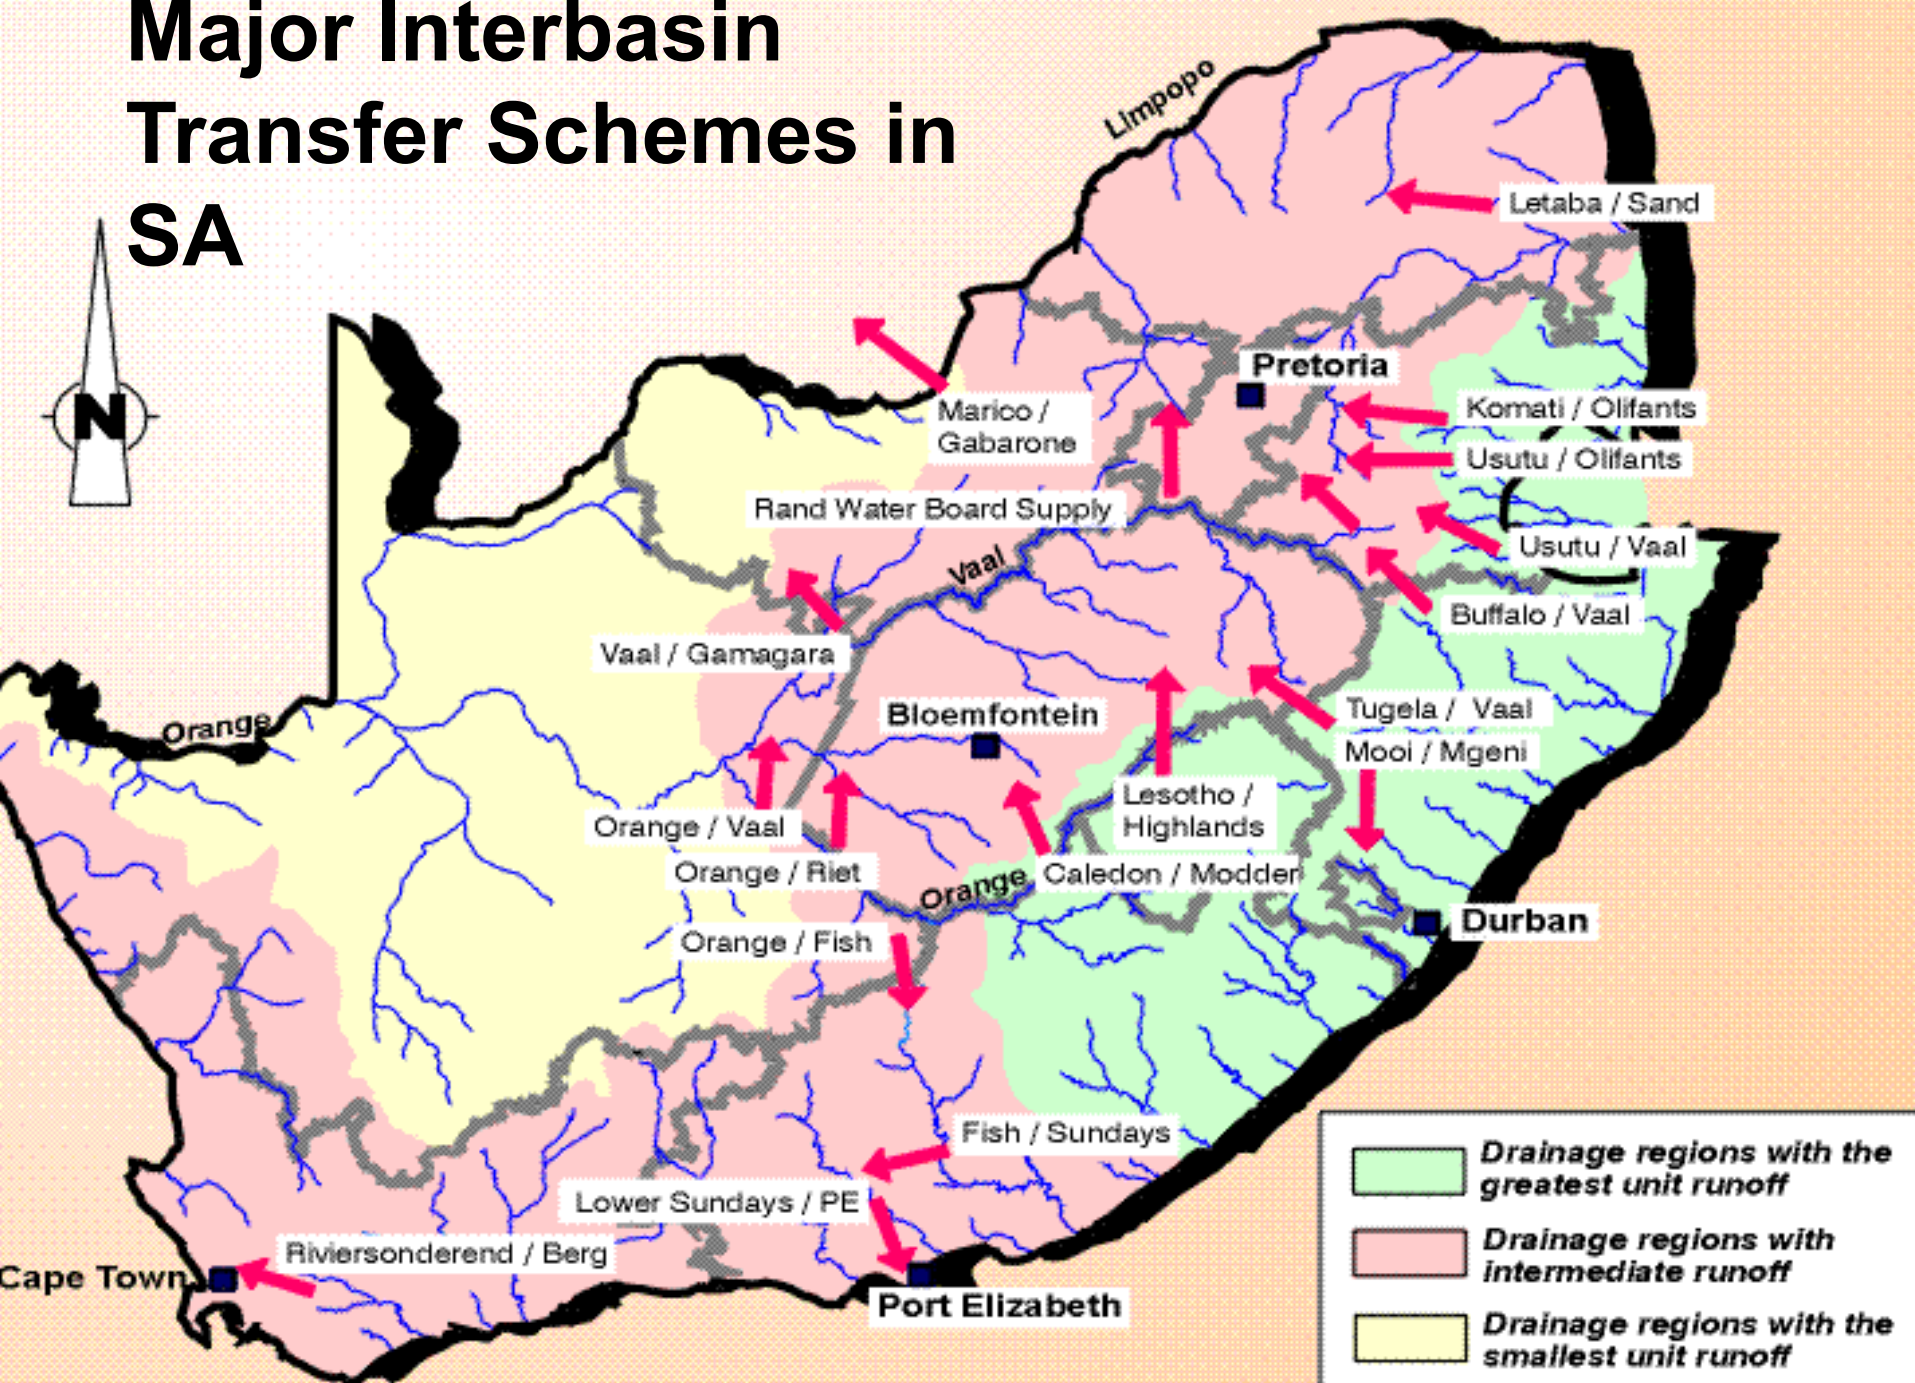 Major Interbasin
Transfer Schemes in
SA
Limpopo
Letaba / Sand
N
Pretoria
Marico /
Gabarone
Komati / Olifants
Usutu / Olifants
Rand Water Board Supply
Usutu / Vaal
Vaal
Buffalo / Vaal
Vaal / Gamagara
Orange
Bloemfontein
Tugela / Vaal
Mooi / Mgeni
Lesotho /
Highlands
Orange / Vaal
Orange / Riet
Caledon / Modder
Orange
Orange / Fish
Durban
Fish / Sundays
Lower Sundays / PE
Riviersonderend / Berg
Cape Town
Port Elizabeth
Drainage regions with the
greatest unit runoff
Drainage regions with
intermediate runoff
Drainage regions with the
smallest unit runoff